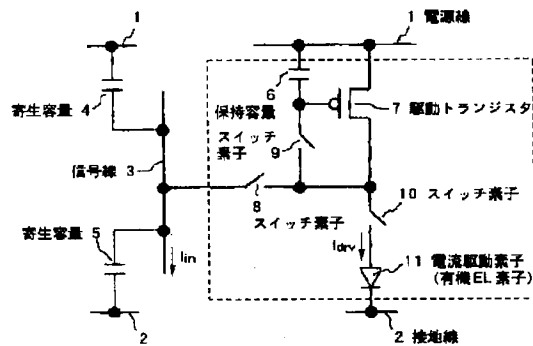 1
1 電源線
6
寄生容量 4
保持容量
7 駆動トランジスタ
スイッチ
素子
9
信号線 3
10 スイッチ素子
8
スイッチ素子
寄生容量 5
Iin
Idrv
11 電流駆動素子
(有機EL素子)
2
2 接地線